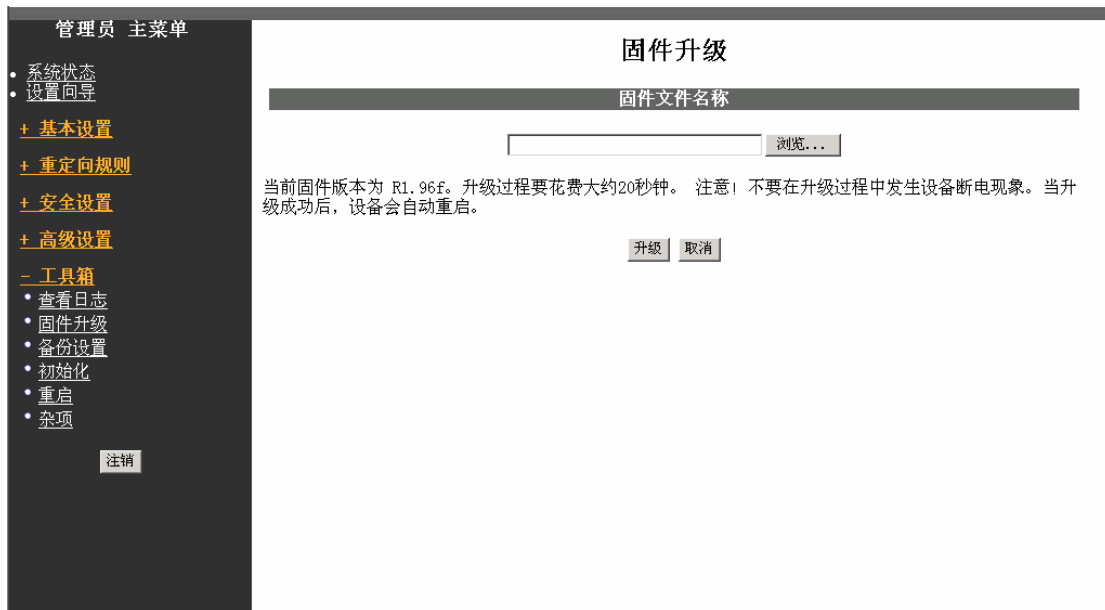 管理员 主菜单
系统状态
设置向导
+ 基本设置
+ 重定向规则
+ 安全设置
+ 高级设置
- 工具箱
查看日志
固件升级
备份设置
初始化
重启
杂项
注销
固件升级
固件文件名称
浏览...
当前固件版本为 R1.96f。升级过程要花费大约20秒钟。 注意! 不要在升级过程中发生设备断电现象。当升
级成功后，设备会自动重启。
升级 取消